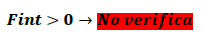 Fint > 0 → No verifica